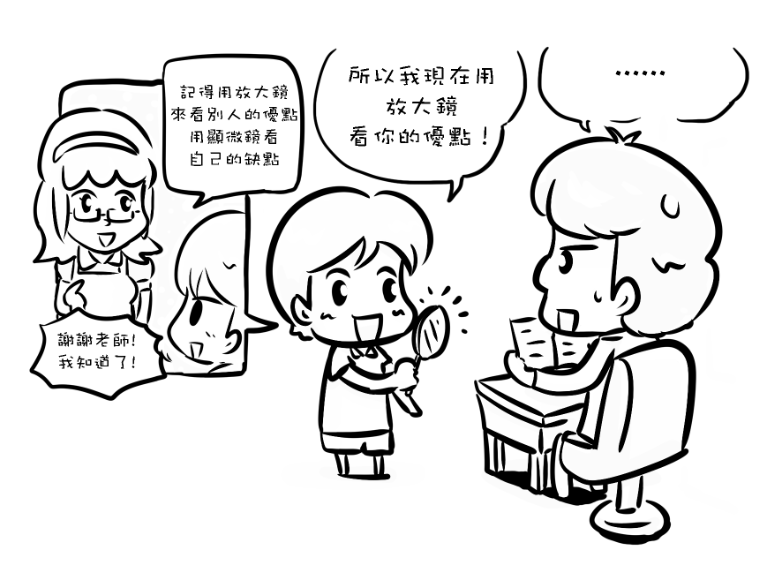 記得用放大鏡
來看別人的優點
用顯微鏡看
自己的缺點
謝謝老師!
我知道了!
所以我現在用
放大鏡
看你的優點!
……